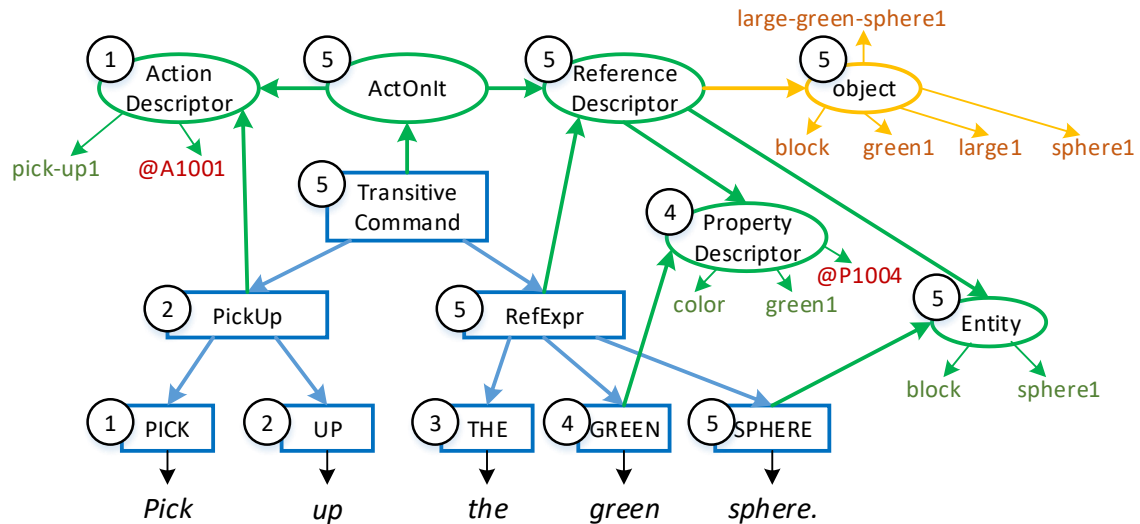 large-green-sphere1
1
Action
Descriptor
5
ActOnIt
5
Reference
Descriptor
5
object
pick-up1
@A1001
block
green1
large1
sphere1
5
Transitive
Command
4
Property
Descriptor
@P1004
color
green1
2
PickUp
5
RefExpr
5
Entity
block
sphere1
1
PICK
2
UP
3
THE
4
GREEN
5
SPHERE
Pick
up
the
green
sphere.